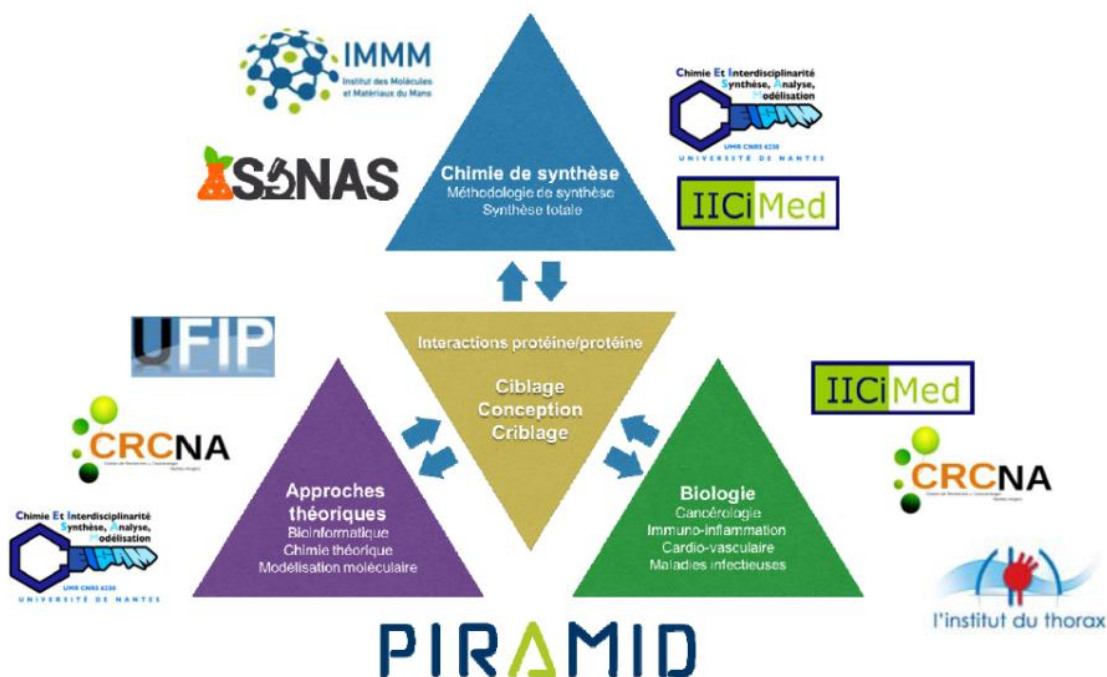 IMMM
Institut des Molécules
et Matériaux du Mans
Chimie Et Interdisciplinarité
Synthèse, Analyse,
Modélisation
CEISAM
UMR CNRS 6230
UNIVERSITÉ DE NANTES
SONAS
IICiMed
Chimie de synthèse
Méthodologie de synthèse
Synthèse totale
UFIP
Interactions protéine/protéine
Ciblage
Conception
Criblage
IICiMed
CRCNA
CRCNA
Approches
théoriques
Bioinformatique
Chimie théorique
Modélisation moléculaire
Biologie
Cancérologie
Immuno-inflammation
Cardio-vasculaire
Maladies infectieuses
Chimie Et Interdisciplinarité
Synthèse, Analyse,
Modélisation
CEISAM
UMR CNRS 6230
UNIVERSITÉ DE NANTES
l'institut du thorax
PIRAMID